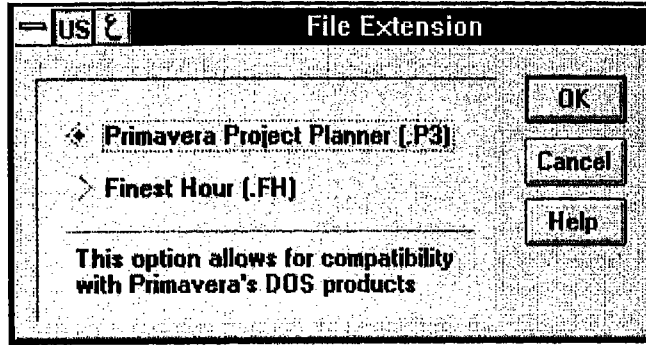 US ع File Extension
Primavera Project Planner (.P3)
Finest Hour (.FH)
This option allows for compatibility
with Primavera's DOS products
OK
Cancel
Help